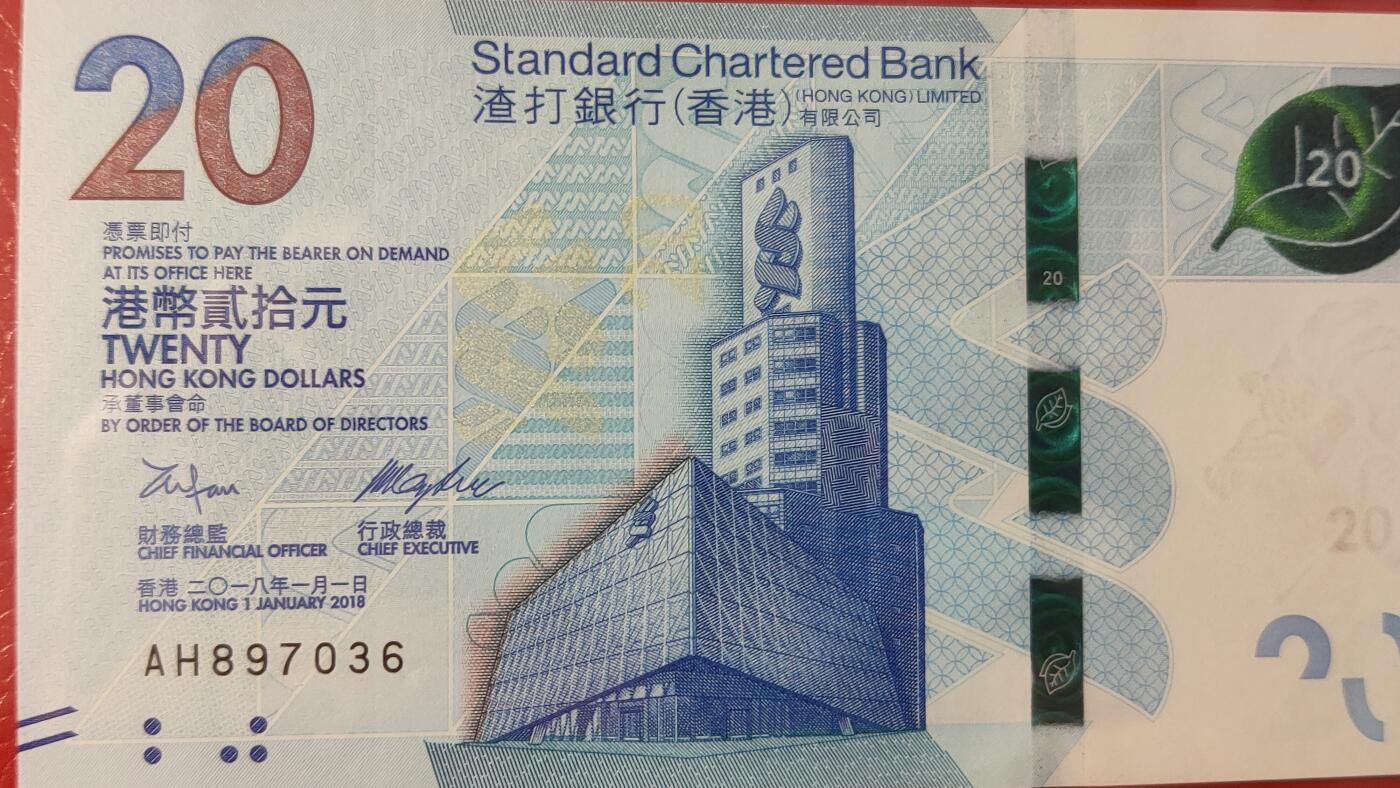 20
Standard Chartered Bank
渣打銀行(香港)(HONG KONG) LIMITED
有限公司
20
憑票即付
PROMISES TO PAY THE BEARER ON DEMAND
AT ITS OFFICE HERE
20
港幣貳拾元
TWENTY
HONG KONG DOLLARS
承董事會命
BY ORDER OF THE BOARD OF DIRECTORS
財務總監
CHIEF FINANCIAL OFFICER
行政總裁
CHIEF EXECUTIVE
20
香港 二〇一八年一月一日
HONG KONG 1 JANUARY 2018
AH897036